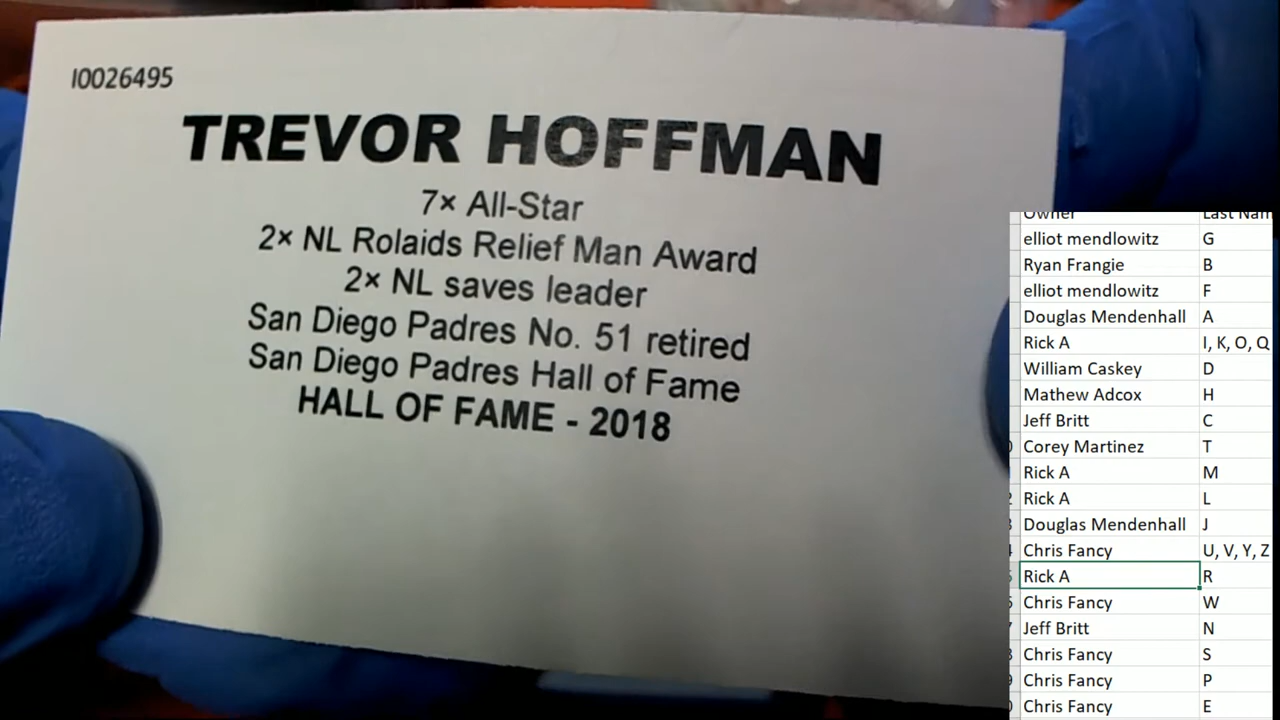 I0026495
TREVOR HOFFMAN
7× All-Star
2× NL Rolaids Relief Man Award
2× NL saves leader
San Diego Padres No. 51 retired
San Diego Padres Hall of Fame
HALL OF FAME - 2018
Owner Last Nam
elliot mendlowitz G
Ryan Frangie B
elliot mendlowitz F
Douglas Mendenhall A
Rick A I, K, O, Q
William Caskey D
Mathew Adcox H
Jeff Britt C
Corey Martinez T
Rick A M
Rick A L
Douglas Mendenhall J
Chris Fancy U, V, Y, Z
Rick A R
Chris Fancy W
Jeff Britt N
Chris Fancy S
Chris Fancy P
Chris Fancy E